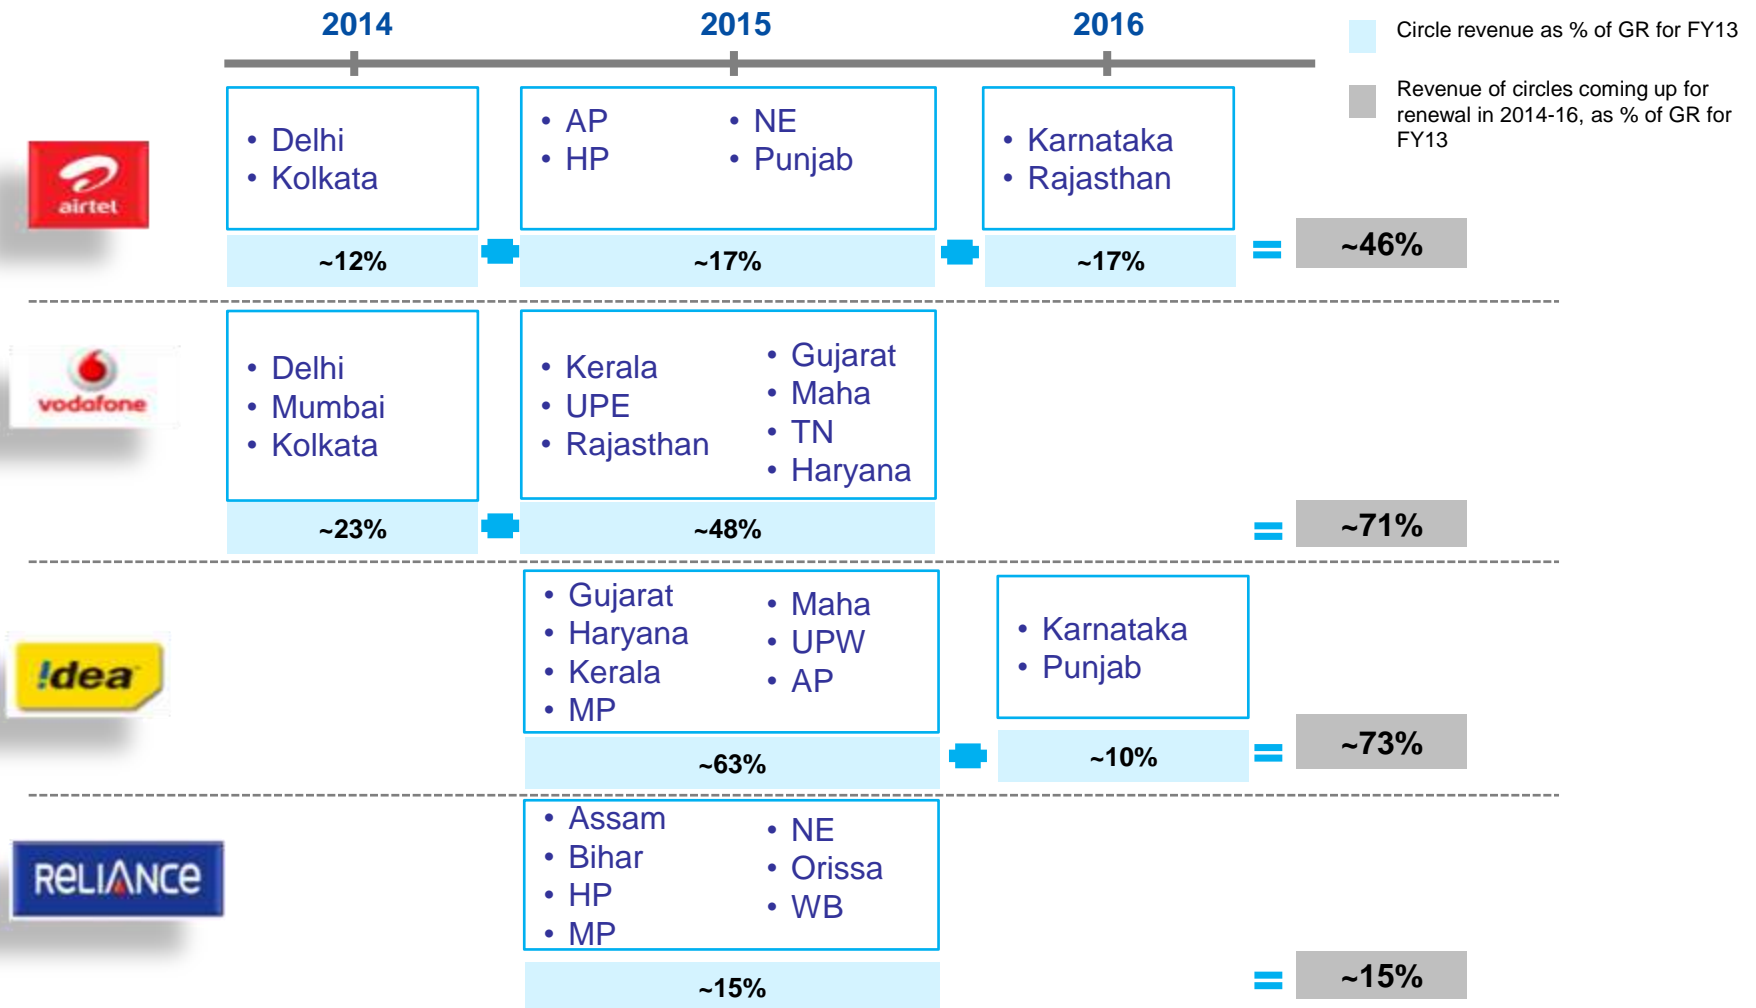 2014
2015
2016
Circle revenue as % of GR for FY13
Revenue of circles coming up for
renewal in 2014-16, as % of GR for
FY13
airtel
• Delhi
• Kolkata
• AP
• HP
• NE
• Punjab
• Karnataka
• Rajasthan
~12%
~17%
~17%
=
~46%
vodafone
• Delhi
• Mumbai
• Kolkata
• Kerala
• UPE
• Rajasthan
• Gujarat
• Maha
• TN
• Haryana
~23%
~48%
=
~71%
!dea
• Gujarat
• Haryana
• Kerala
• MP
• Maha
• UPW
• AP
• Karnataka
• Punjab
~63%
~10%
=
~73%
RELIANCE
• Assam
• Bihar
• HP
• MP
• NE
• Orissa
• WB
~15%
=
~15%